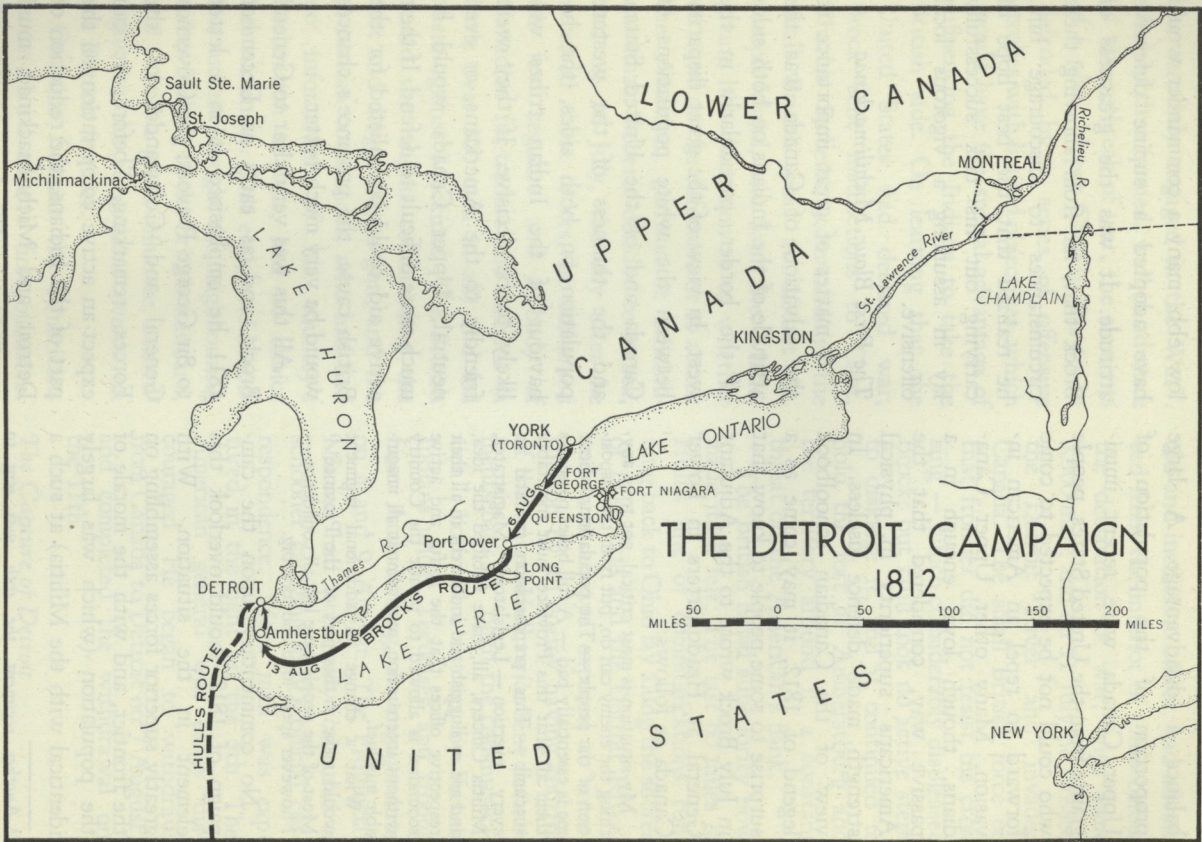 LOWER CANADA
Sault Ste. Marie
St. Joseph
Michilimackinac
MONTREAL
Richelieu R.
UPPER
CANADA
St. Lawrence River
LAKE
CHAMPLAIN
LAKE
HURON
KINGSTON
YORK
(TORONTO)
LAKE ONTARIO
FORT
GEORGE
FORT NIAGARA
QUEENSTON
6 AUG
Port Dover
LONG
POINT
THE DETROIT CAMPAIGN
1812
50 0 50 100 150 200
MILES MILES
Thames R.
DETROIT
Amherstburg
BROCK'S ROUTE
13 AUG
LAKE ERIE
HULL'S ROUTE
UNITED STATES
NEW YORK